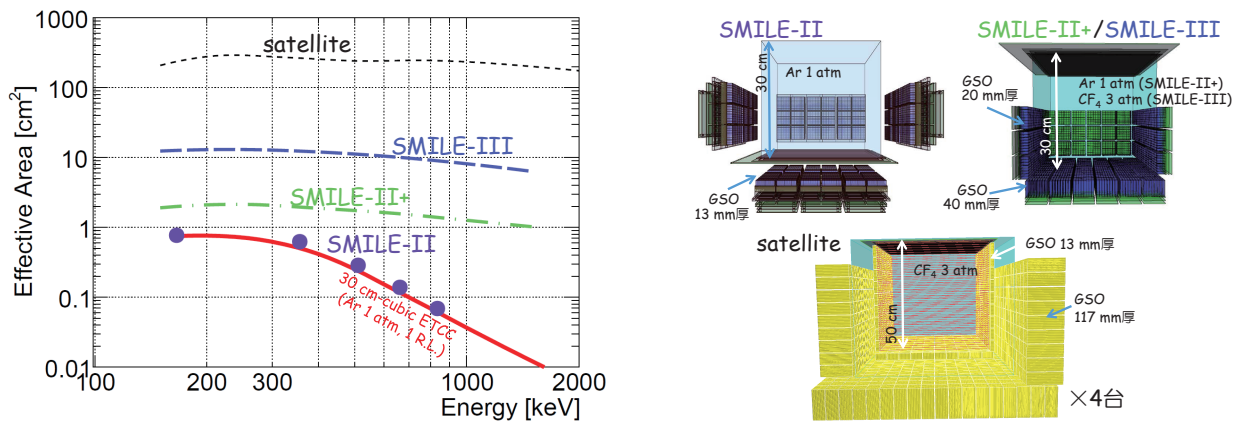 1000
100
10
1
0.1
0.01
Effective Area [cm²]
100
200
300
400
1000
2000
Energy [keV]
satellite
SMILE-III
SMILE-II+
SMILE-II
30 cm-cubic ETCC
(Ar 1 atm, 1 R.L.)
SMILE-II
30 cm
Ar 1 atm
GSO
13 mm厚
SMILE-II+/SMILE-III
GSO
20 mm厚
Ar 1 atm (SMILE-II+)
CF₄ 3 atm (SMILE-III)
30 cm
GSO
40 mm厚
satellite
GSO 13 mm厚
CF₄ 3 atm
50 cm
GSO
117 mm厚
×4台